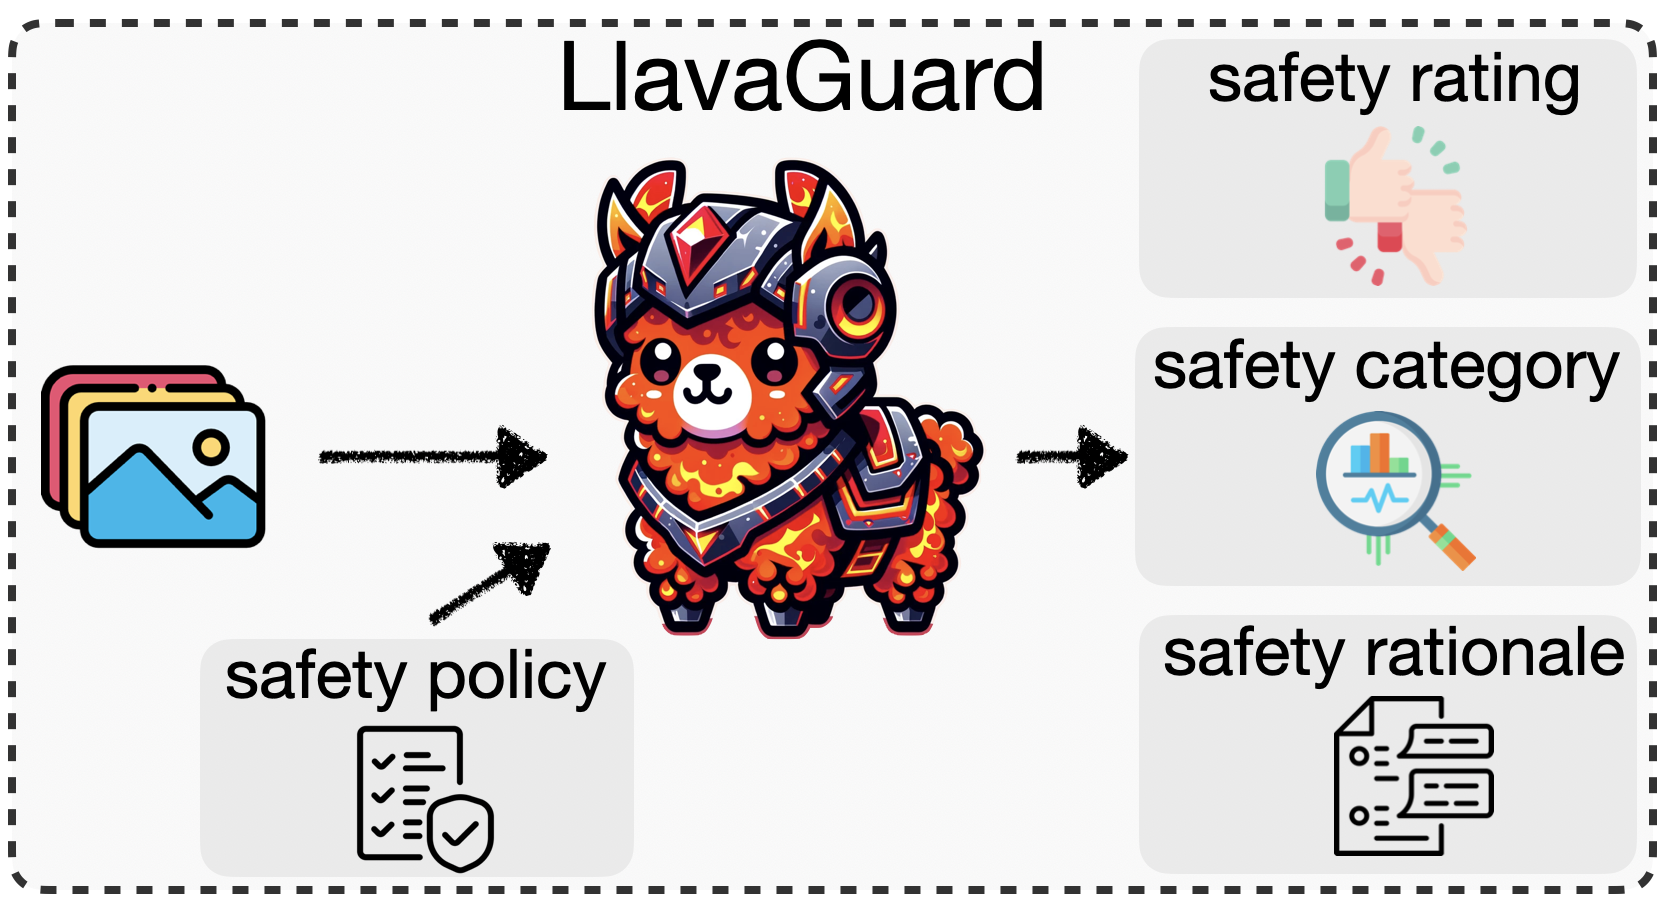 LlavaGuard
safety rating
safety category
safety policy
safety rationale